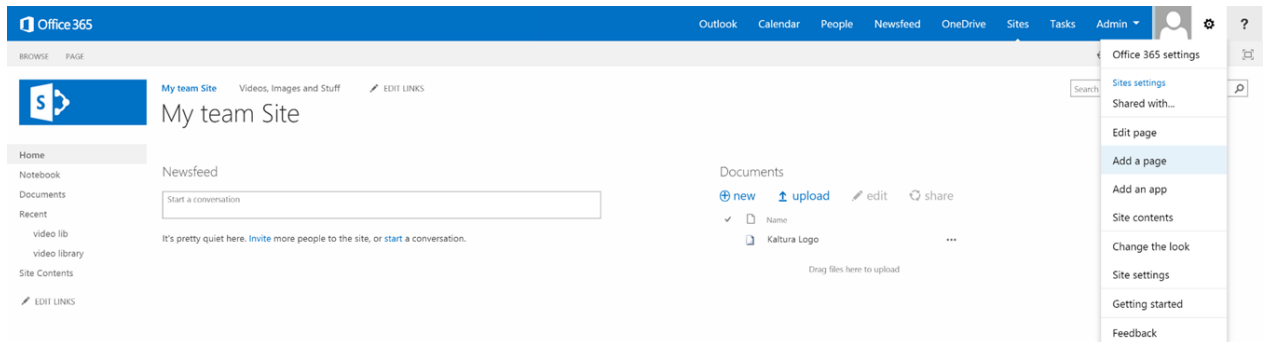 Office 365
Outlook Calendar People Newsfeed OneDrive Sites Tasks Admin ?
BROWSE PAGE
My team Site Videos, Images and Stuff EDIT LINKS
My team Site
Search
S
Home
Notebook
Documents
Recent
video lib
video library
Site Contents
EDIT LINKS
Newsfeed
Start a conversation
It's pretty quiet here. Invite more people to the site, or start a conversation.
Documents
new upload edit share
Name
Kaltura Logo ...
Drag files here to upload
Office 365 settings
Sites settings
Shared with...
Edit page
Add a page
Add an app
Site contents
Change the look
Site settings
Getting started
Feedback